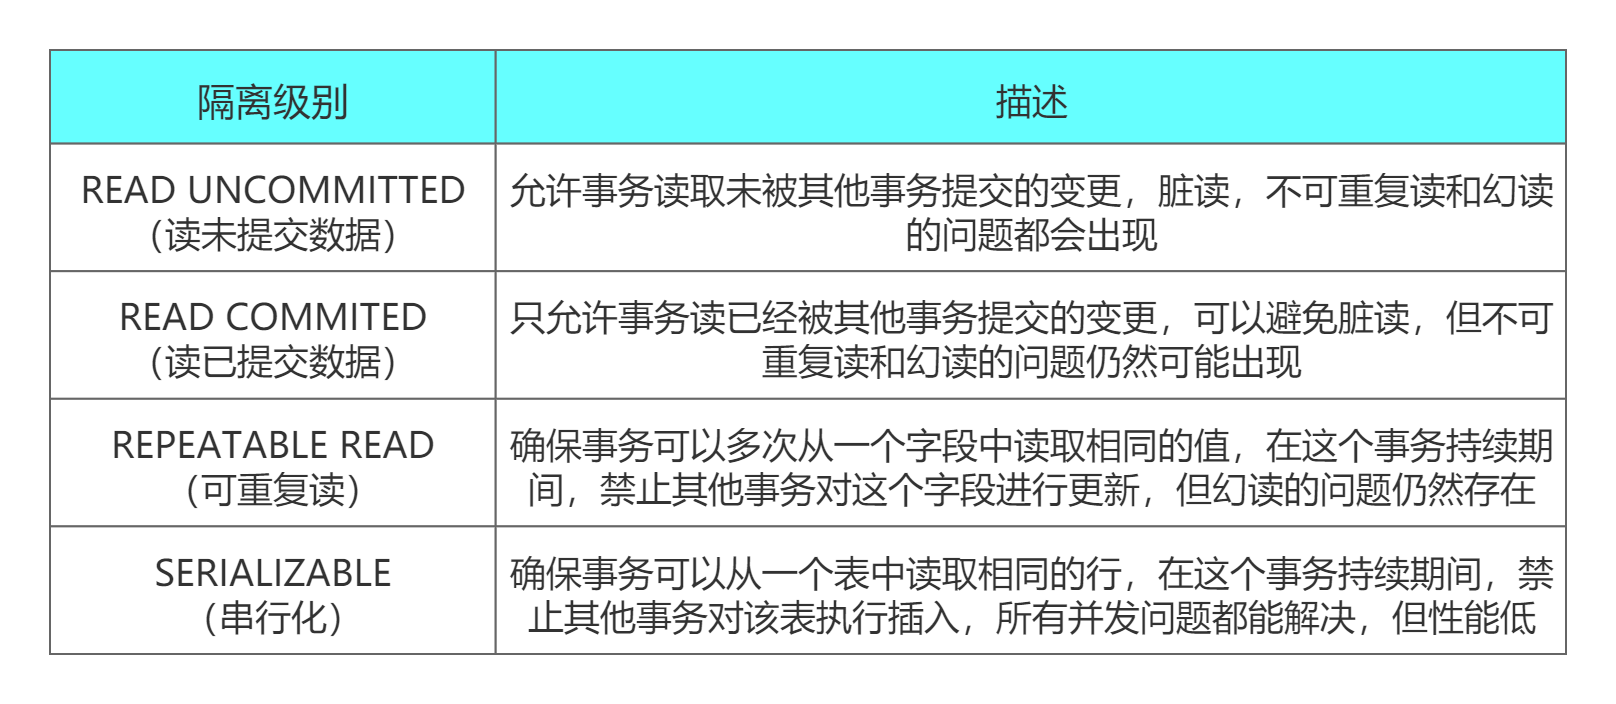 隔离级别
描述
READ UNCOMMITTED
（读未提交数据）
允许事务读取未被其他事务提交的变更，脏读，不可重复读和幻读
的问题都会出现
READ COMMITED
（读已提交数据）
只允许事务读已经被其他事务提交的变更，可以避免脏读，但不可
重复读和幻读的问题仍然可能出现
REPEATABLE READ
（可重复读）
确保事务可以多次从一个字段中读取相同的值，在这个事务持续期
间，禁止其他事务对这个字段进行更新，但幻读的问题仍然存在
SERIALIZABLE
（串行化）
确保事务可以从一个表中读取相同的行，在这个事务持续期间，禁
止其他事务对该表执行插入，所有并发问题都能解决，但性能低